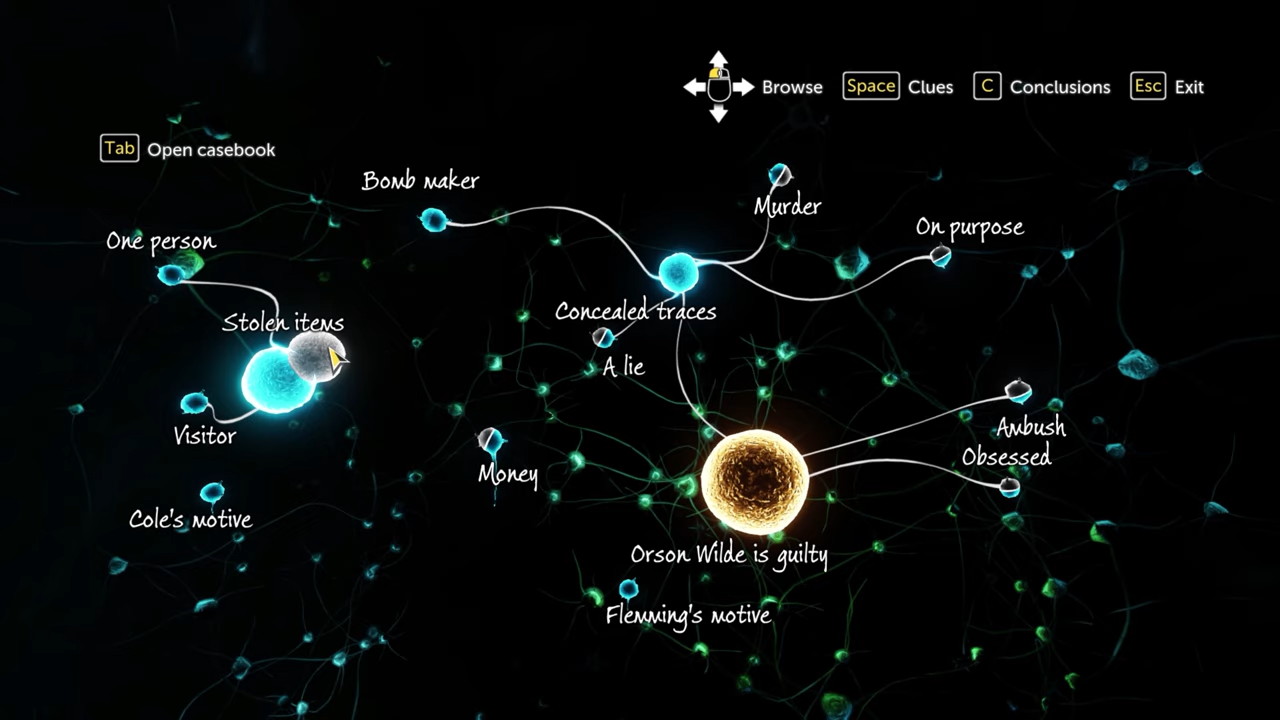 Browse
Space Clues
C Conclusions
Esc Exit
Tab Open casebook
Bomb maker
Murder
On purpose
One person
Concealed traces
Stolen items
A lie
Visitor
Ambush
Obsessed
Money
Cole's motive
Orson Wilde is guilty
Flemming's motive